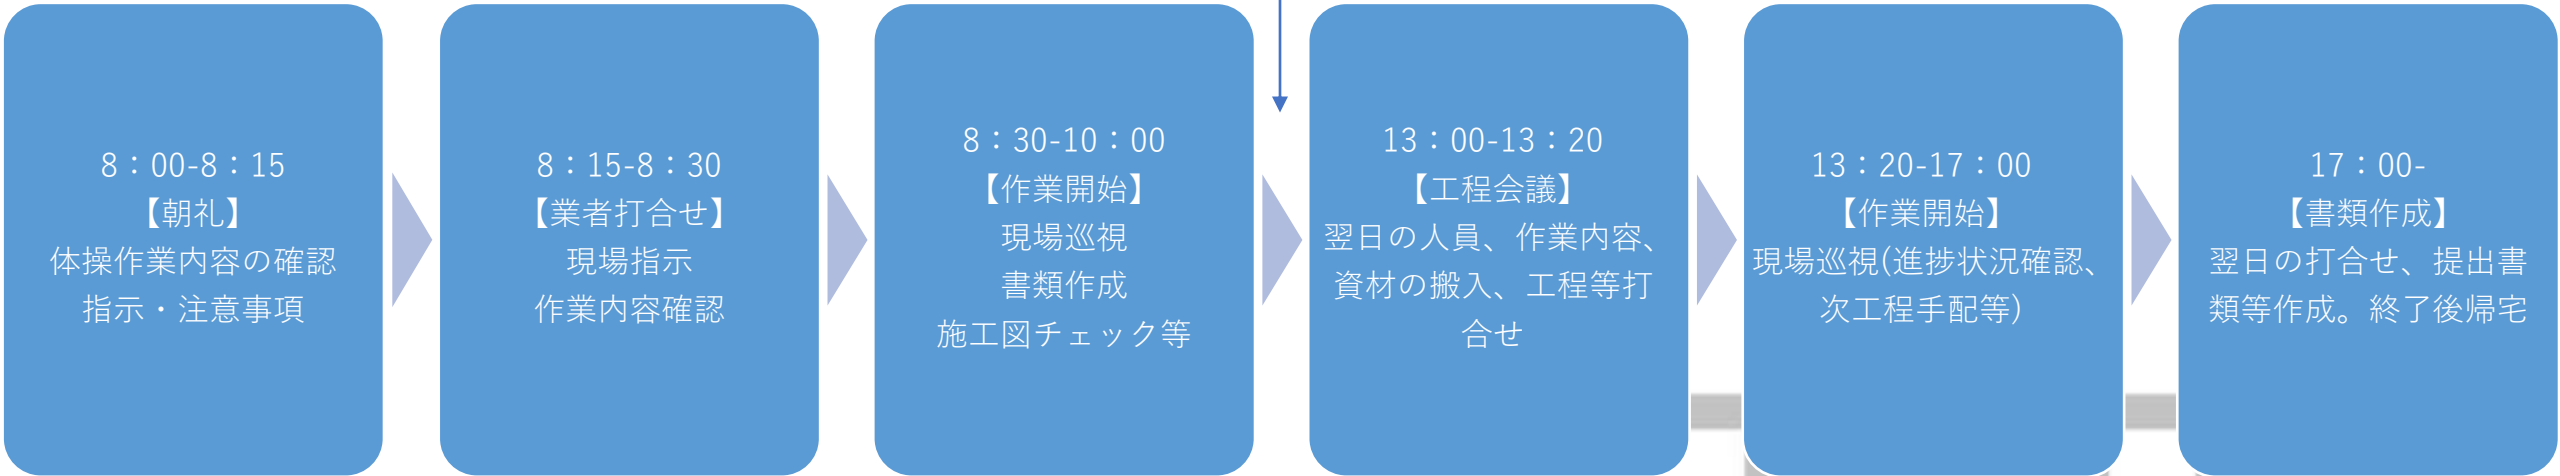 8：00-8：15
【朝礼】
体操作業内容の確認
指示・注意事項
8：15-8：30
【業者打合せ】
現場指示
作業内容確認
8：30-10：00
【作業開始】
現場巡視
書類作成
施工図チェック等
13：00-13：20
【工程会議】
翌日の人員、作業内容、
資材の搬入、工程等打
合せ
13：20-17：00
【作業開始】
現場巡視(進捗状況確認、
次工程手配等)
17：00-
【書類作成】
翌日の打合せ、提出書
類等作成。終了後帰宅